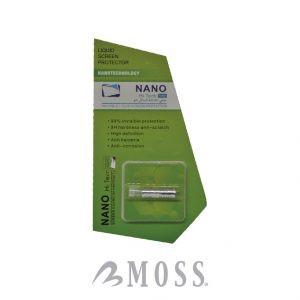 LIQUID
SCREEN
PROTECTOR
NANOTECHNOLOGY
NANO
Hi Tech
99% invisible protection
9H hardness anti-scratch
High definition
Anti bacteria
Anti-corrosion
NANO Hi Tech
MOSS